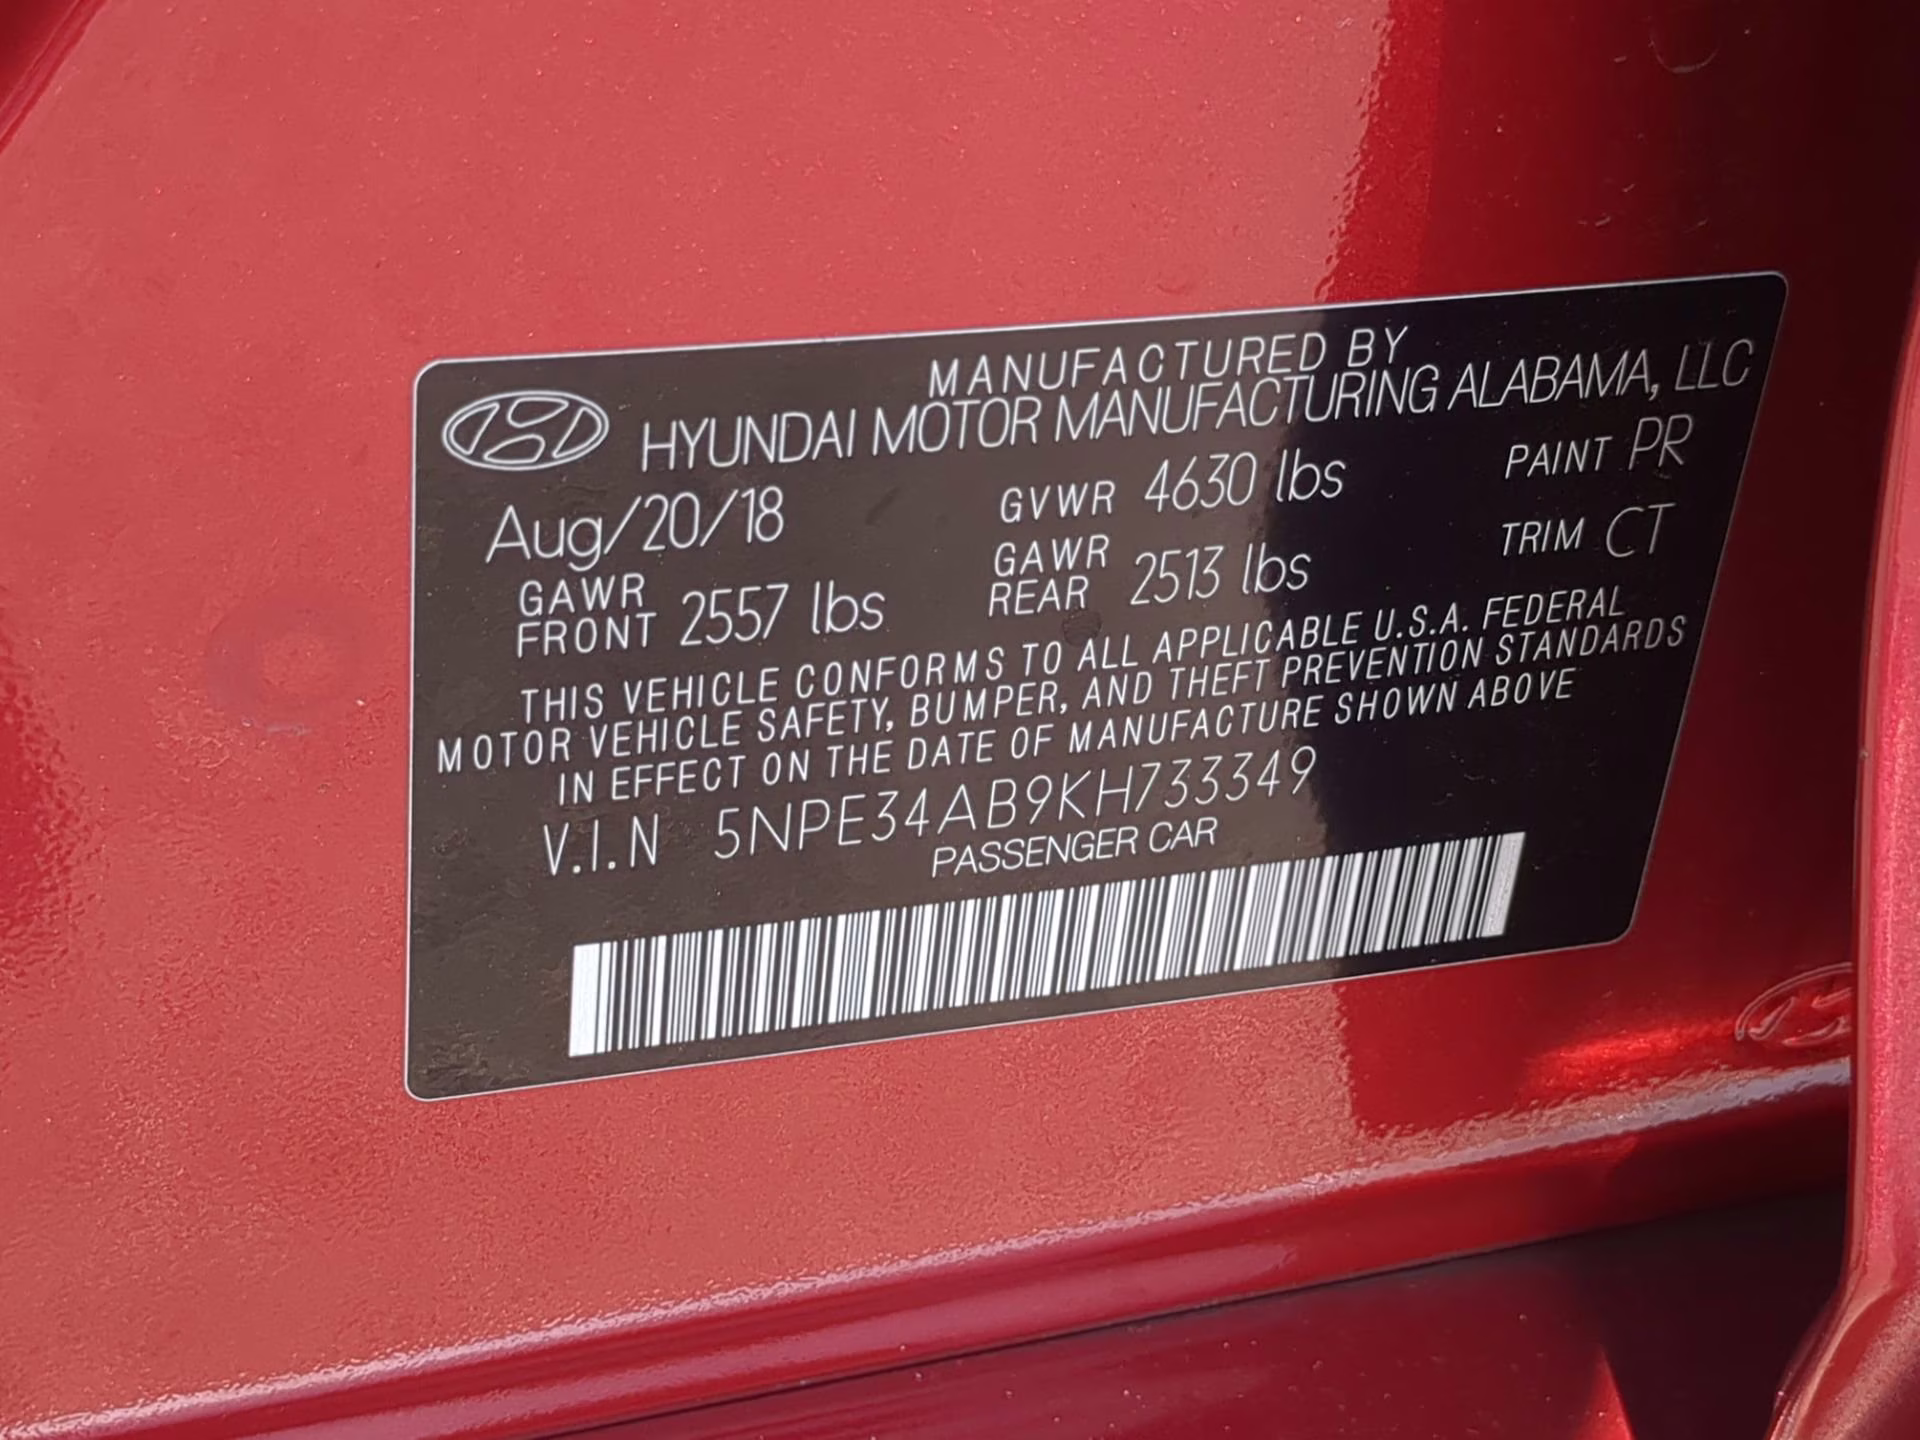 MANUFACTURED BY
HYUNDAI MOTOR MANUFACTURING ALABAMA, LLC
Aug/20/18 GVWR 4630 lbs PAINT PR
GAWR FRONT 2557 lbs GAWR REAR 2513 lbs TRIM CT
THIS VEHICLE CONFORMS TO ALL APPLICABLE U.S.A. FEDERAL
MOTOR VEHICLE SAFETY, BUMPER, AND THEFT PREVENTION STANDARDS
IN EFFECT ON THE DATE OF MANUFACTURE SHOWN ABOVE
V.I.N 5NPE34AB9KH733349
PASSENGER CAR